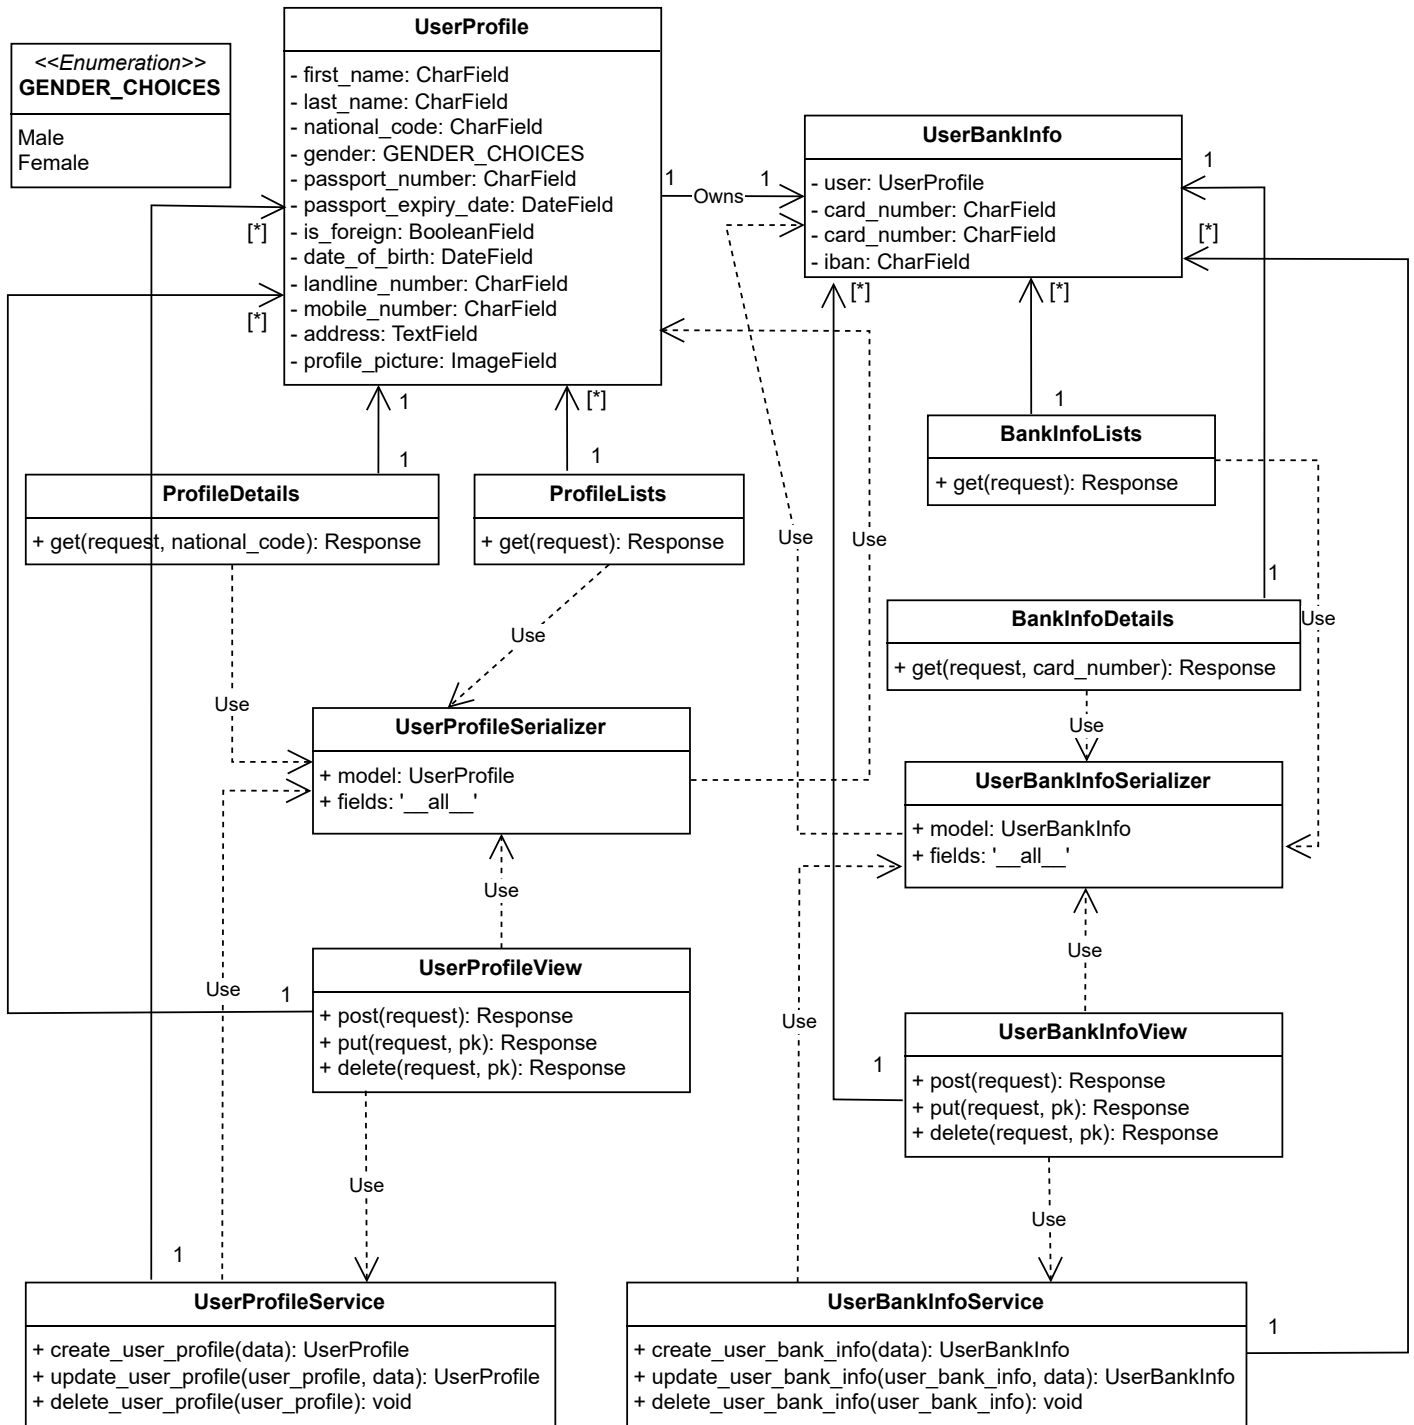 UserProfile
- first_name: CharField
- last_name: CharField
- national_code: CharField
- gender: GENDER_CHOICES
- passport_number: CharField
- passport_expiry_date: DateField
- is_foreign: BooleanField
- date_of_birth: DateField
- landline_number: CharField
- mobile_number: CharField
- address: TextField
- profile_picture: ImageField
<<Enumeration>>
GENDER_CHOICES
Male
Female
UserBankInfo
- user: UserProfile
- card_number: CharField
- card_number: CharField
- iban: CharField
1
Owns
1
1
[*]
[*]
[*]
[*]
[*]
1
[*]
1
1
1
ProfileDetails
+ get(request, national_code): Response
ProfileLists
+ get(request): Response
BankInfoLists
+ get(request): Response
Use
Use
1
Use
BankInfoDetails
+ get(request, card_number): Response
Use
Use
Use
UserProfileSerializer
+ model: UserProfile
+ fields: '__all__'
UserBankInfoSerializer
+ model: UserBankInfo
+ fields: '__all__'
Use
Use
Use
1
Use
UserProfileView
+ post(request): Response
+ put(request, pk): Response
+ delete(request, pk): Response
1
UserBankInfoView
+ post(request): Response
+ put(request, pk): Response
+ delete(request, pk): Response
Use
Use
1
1
UserProfileService
+ create_user_profile(data): UserProfile
+ update_user_profile(user_profile, data): UserProfile
+ delete_user_profile(user_profile): void
UserBankInfoService
+ create_user_bank_info(data): UserBankInfo
+ update_user_bank_info(user_bank_info, data): UserBankInfo
+ delete_user_bank_info(user_bank_info): void